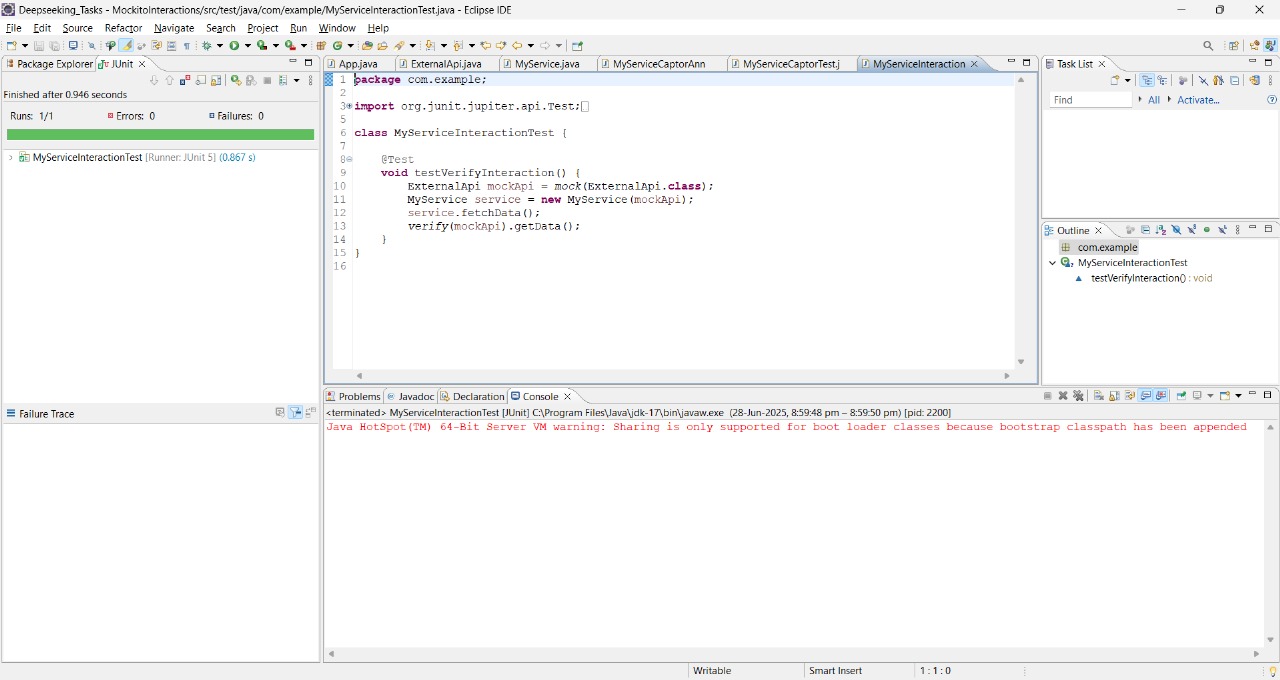 Deepseeking_Tasks - MockitoInteractions/src/test/java/com/example/MyServiceInteractionTest.java - Eclipse IDE
File Edit Source Refactor Navigate Search Project Run Window Help
Package Explorer JUnit
Finished after 0.946 seconds
Runs: 1/1 Errors: 0 Failures: 0
MyServiceInteractionTest [Runner: JUnit 5] (0.867 s)
Failure Trace
App.java ExternalApi.java MyService.java MyServiceCaptorAnn MyServiceCaptorTest.j MyServiceInteraction
1 package com.example;
2
3 import org.junit.jupiter.api.Test;
5
6 class MyServiceInteractionTest {
7
8 @Test
9 void testVerifyInteraction() {
10 ExternalApi mockApi = mock(ExternalApi.class);
11 MyService service = new MyService(mockApi);
12 service.fetchData();
13 verify(mockApi).getData();
14 }
15 }
16
Task List
Find All Activate...
Outline
com.example
MyServiceInteractionTest
testVerifyInteraction() : void
Problems Javadoc Declaration Console
<terminated> MyServiceInteractionTest [JUnit] C:\Program Files\Java\jdk-17\bin\javaw.exe (28-Jun-2025, 8:59:48 pm – 8:59:50 pm) [pid: 2200]
Java HotSpot(TM) 64-Bit Server VM warning: Sharing is only supported for boot loader classes because bootstrap classpath has been appended
Writable Smart Insert 1 : 1 : 0